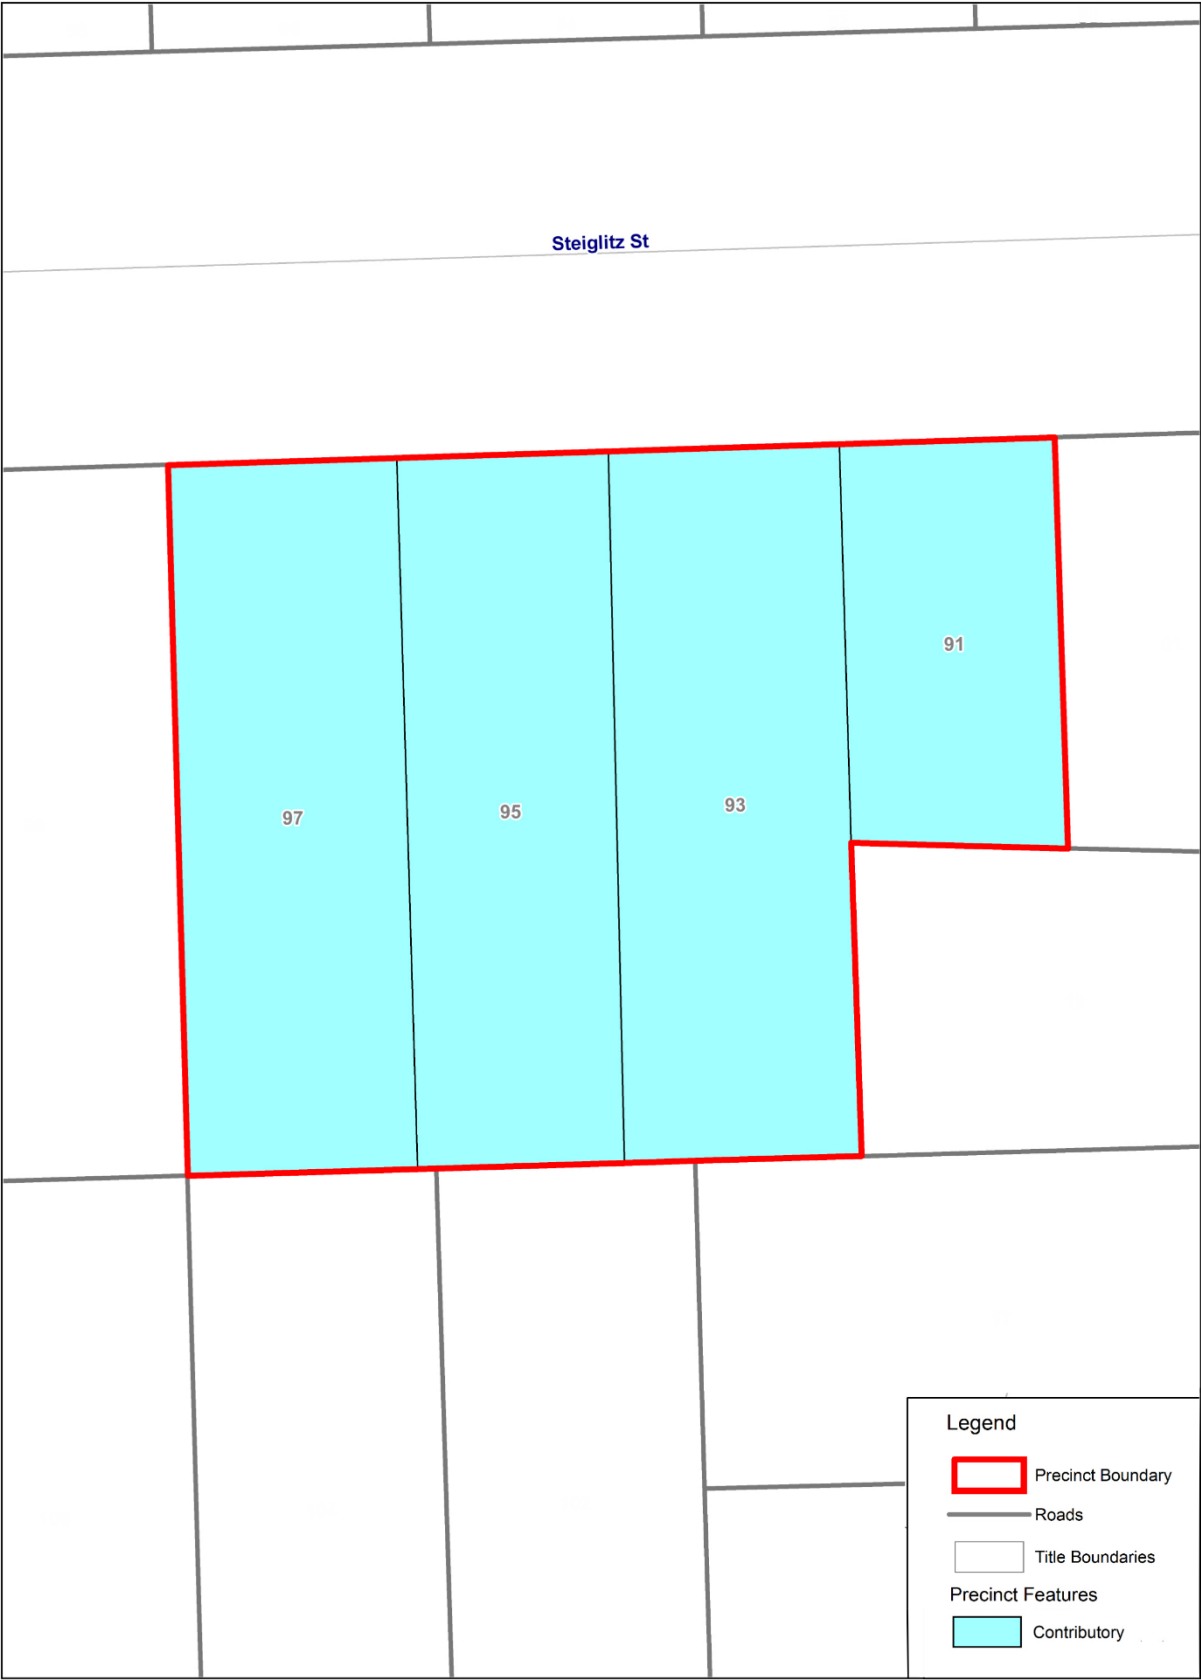 Steiglitz St
91
97
95
93
Legend
Precinct Boundary
Roads
Title Boundaries
Precinct Features
Contributory